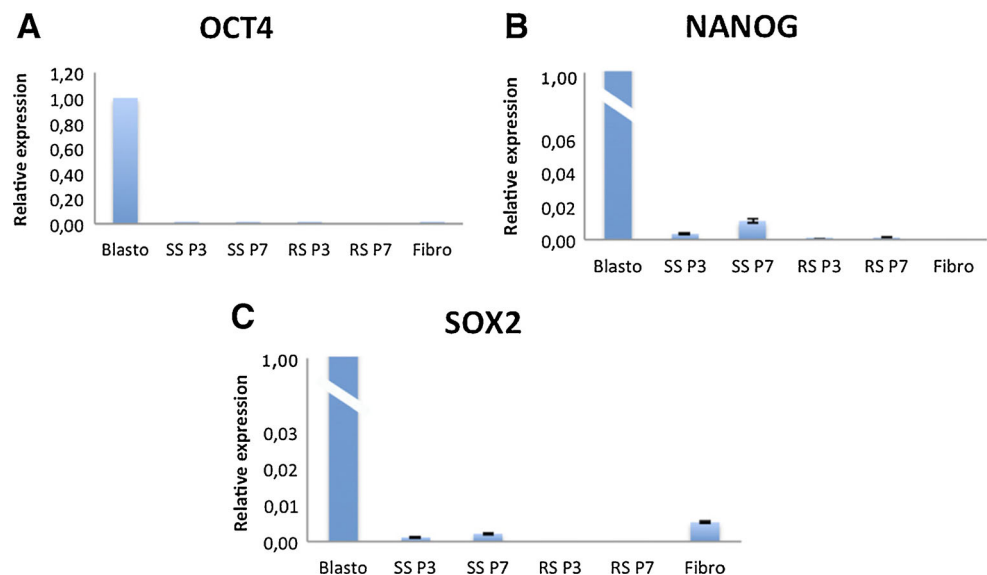 A
OCT4
Relative expression
1,20
1,00
0,80
0,60
0,40
0,20
0,00
Blasto SS P3 SS P7 RS P3 RS P7 Fibro
B
NANOG
Relative expression
1,00
0,06
0,04
0,02
0,00
Blasto SS P3 SS P7 RS P3 RS P7 Fibro
C
SOX2
Relative expression
1,00
0,03
0,02
0,01
0,00
Blasto SS P3 SS P7 RS P3 RS P7 Fibro